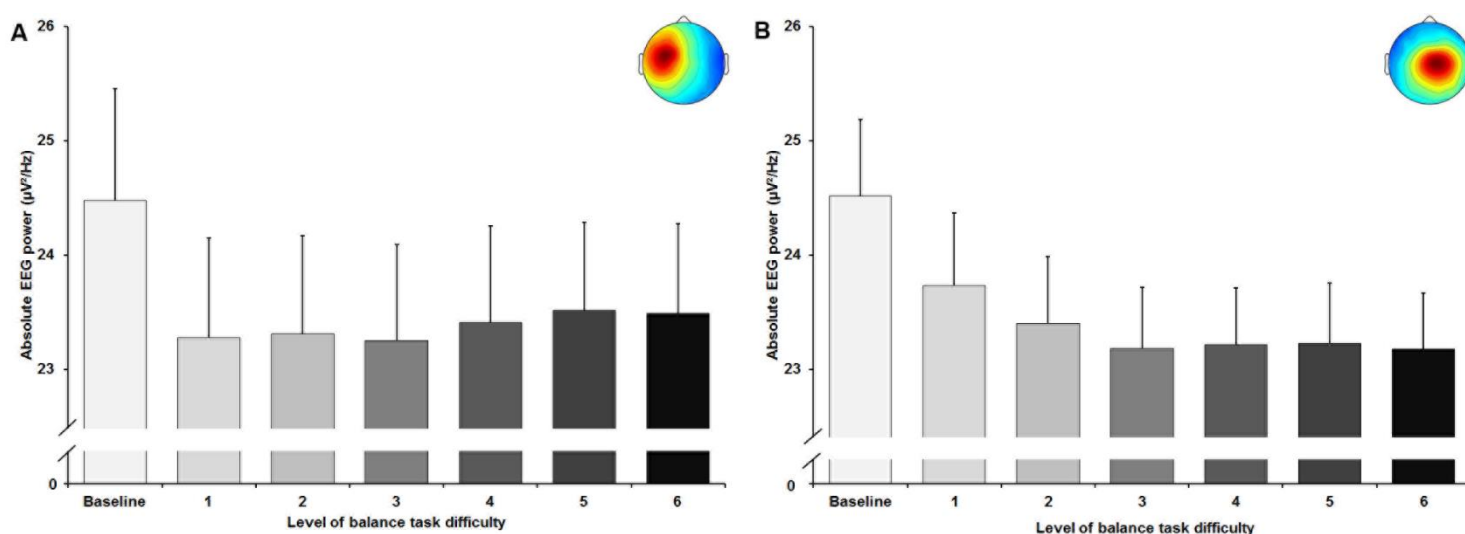 A
Absolute EEG power (µV²/Hz)
26
25
24
23
0
Baseline 1 2 3 4 5 6
Level of balance task difficulty
B
Absolute EEG power (µV²/Hz)
26
25
24
23
0
Baseline 1 2 3 4 5 6
Level of balance task difficulty